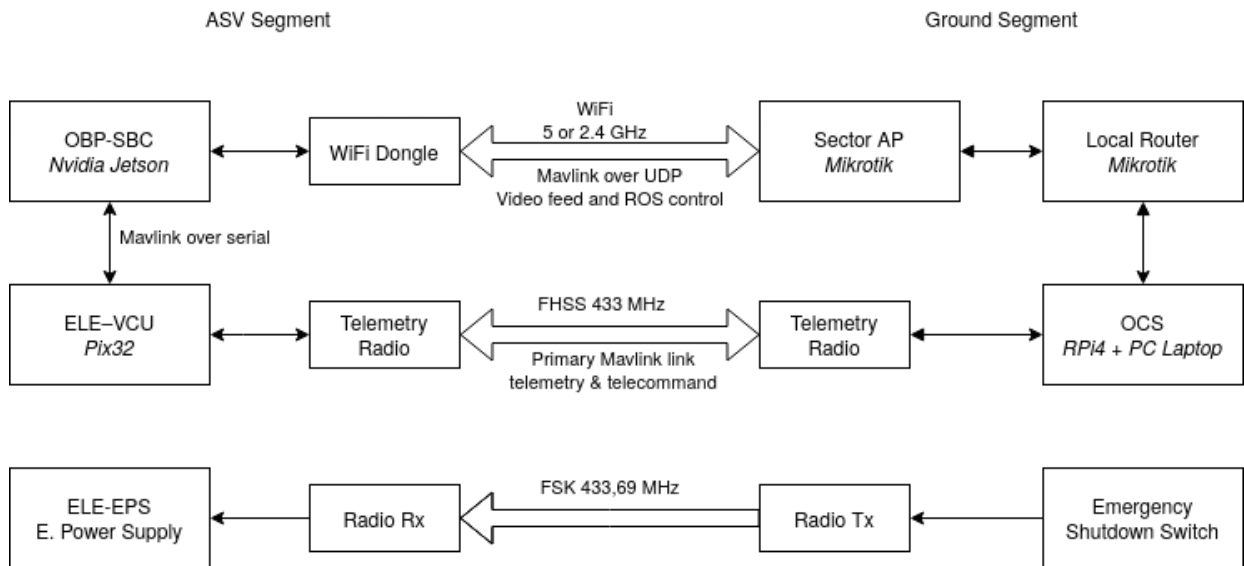 ASV Segment
Ground Segment
OBP-SBC
Nvidia Jetson
WiFi Dongle
WiFi
5 or 2.4 GHz
Mavlink over UDP
Video feed and ROS control
Sector AP
Mikrotik
Local Router
Mikrotik
Mavlink over serial
ELE–VCU
Pix32
Telemetry
Radio
FHSS 433 MHz
Primary Mavlink link
telemetry & telecommand
Telemetry
Radio
OCS
RPi4 + PC Laptop
ELE-EPS
E. Power Supply
Radio Rx
FSK 433,69 MHz
Radio Tx
Emergency
Shutdown Switch